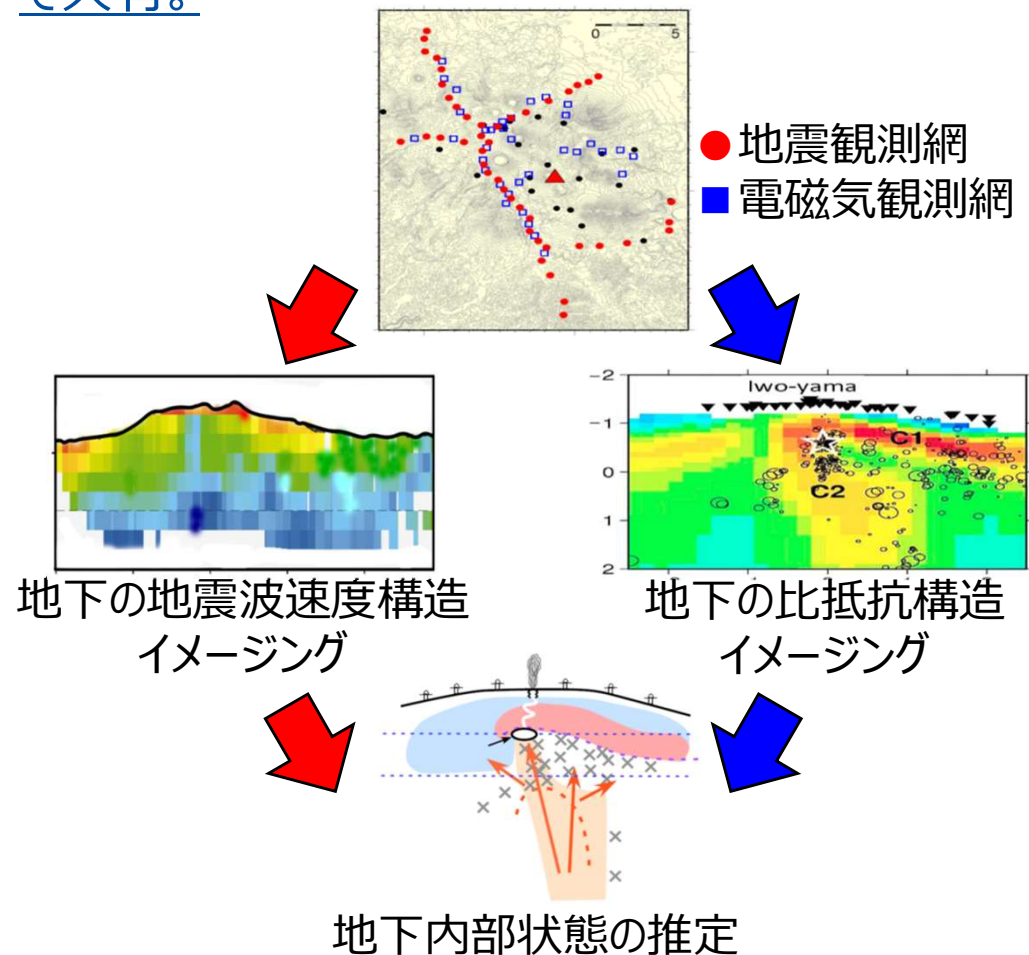 0 5
● 地震観測網
■ 電磁気観測網
Iwo-yama
-2
-1
C1
0
C2
1
2
地下の地震波速度構造
イメージング
地下の比抵抗構造
イメージング
地下内部状態の推定